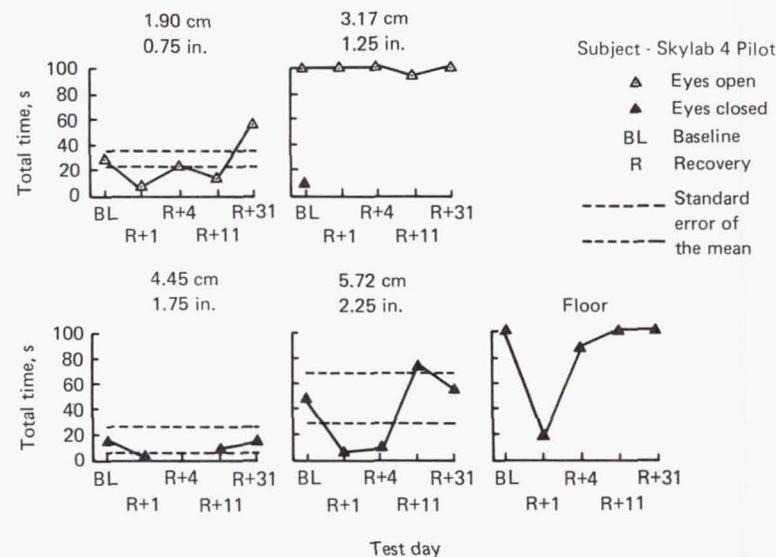 1.90 cm
0.75 in.
3.17 cm
1.25 in.
Subject - Skylab 4 Pilot
Eyes open
Eyes closed
BL Baseline
R Recovery
Standard
error of
the mean
Total time, s
100
80
60
40
20
0
BL R+4 R+31
R+1 R+11
BL R+4 R+31
R+1 R+11
4.45 cm
1.75 in.
5.72 cm
2.25 in.
Floor
Total time, s
100
80
60
40
20
0
BL R+4 R+31
R+1 R+11
BL R+4 R+31
R+1 R+11
BL R+4 R+31
R+1 R+11
Test day